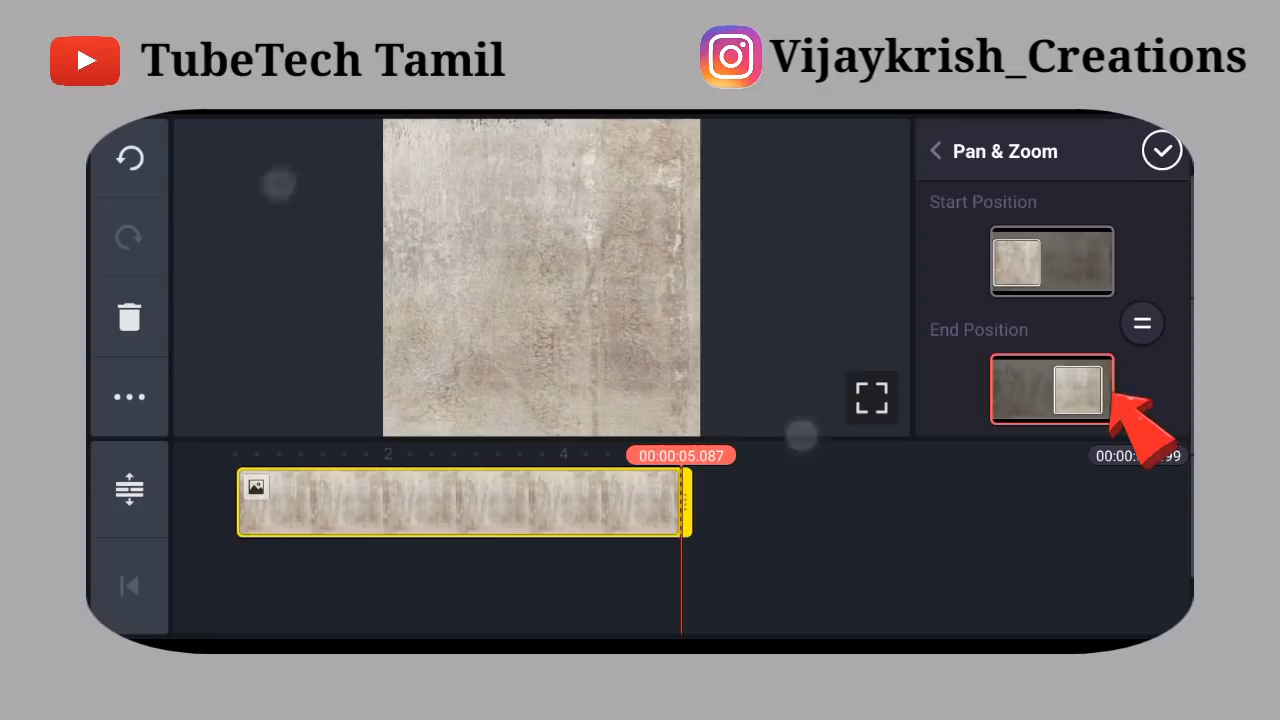 TubeTech Tamil
Vijaykrish_Creations
Pan & Zoom
Start Position
End Position
2
4
00:00:05.087